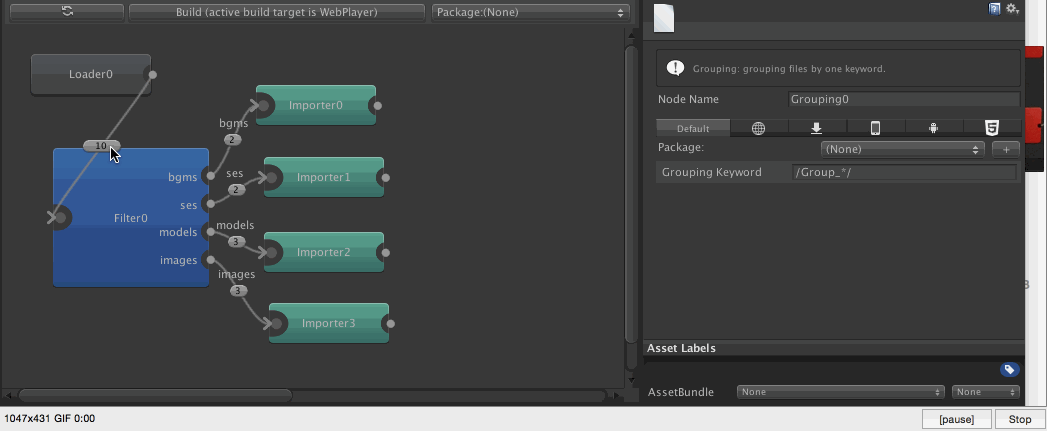 Build (active build target is WebPlayer)
Package:(None)
Loader0
10
Filter0
bgms
ses
models
images
bgms
2
ses
2
models
3
images
3
Importer0
Importer1
Importer2
Importer3
Grouping: grouping files by one keyword.
Node Name
Grouping0
Default
Package:
(None)
+
Grouping Keyword
/Group_*/
Asset Labels
AssetBundle
None
None
1047x431 GIF 0:00
[pause]
Stop